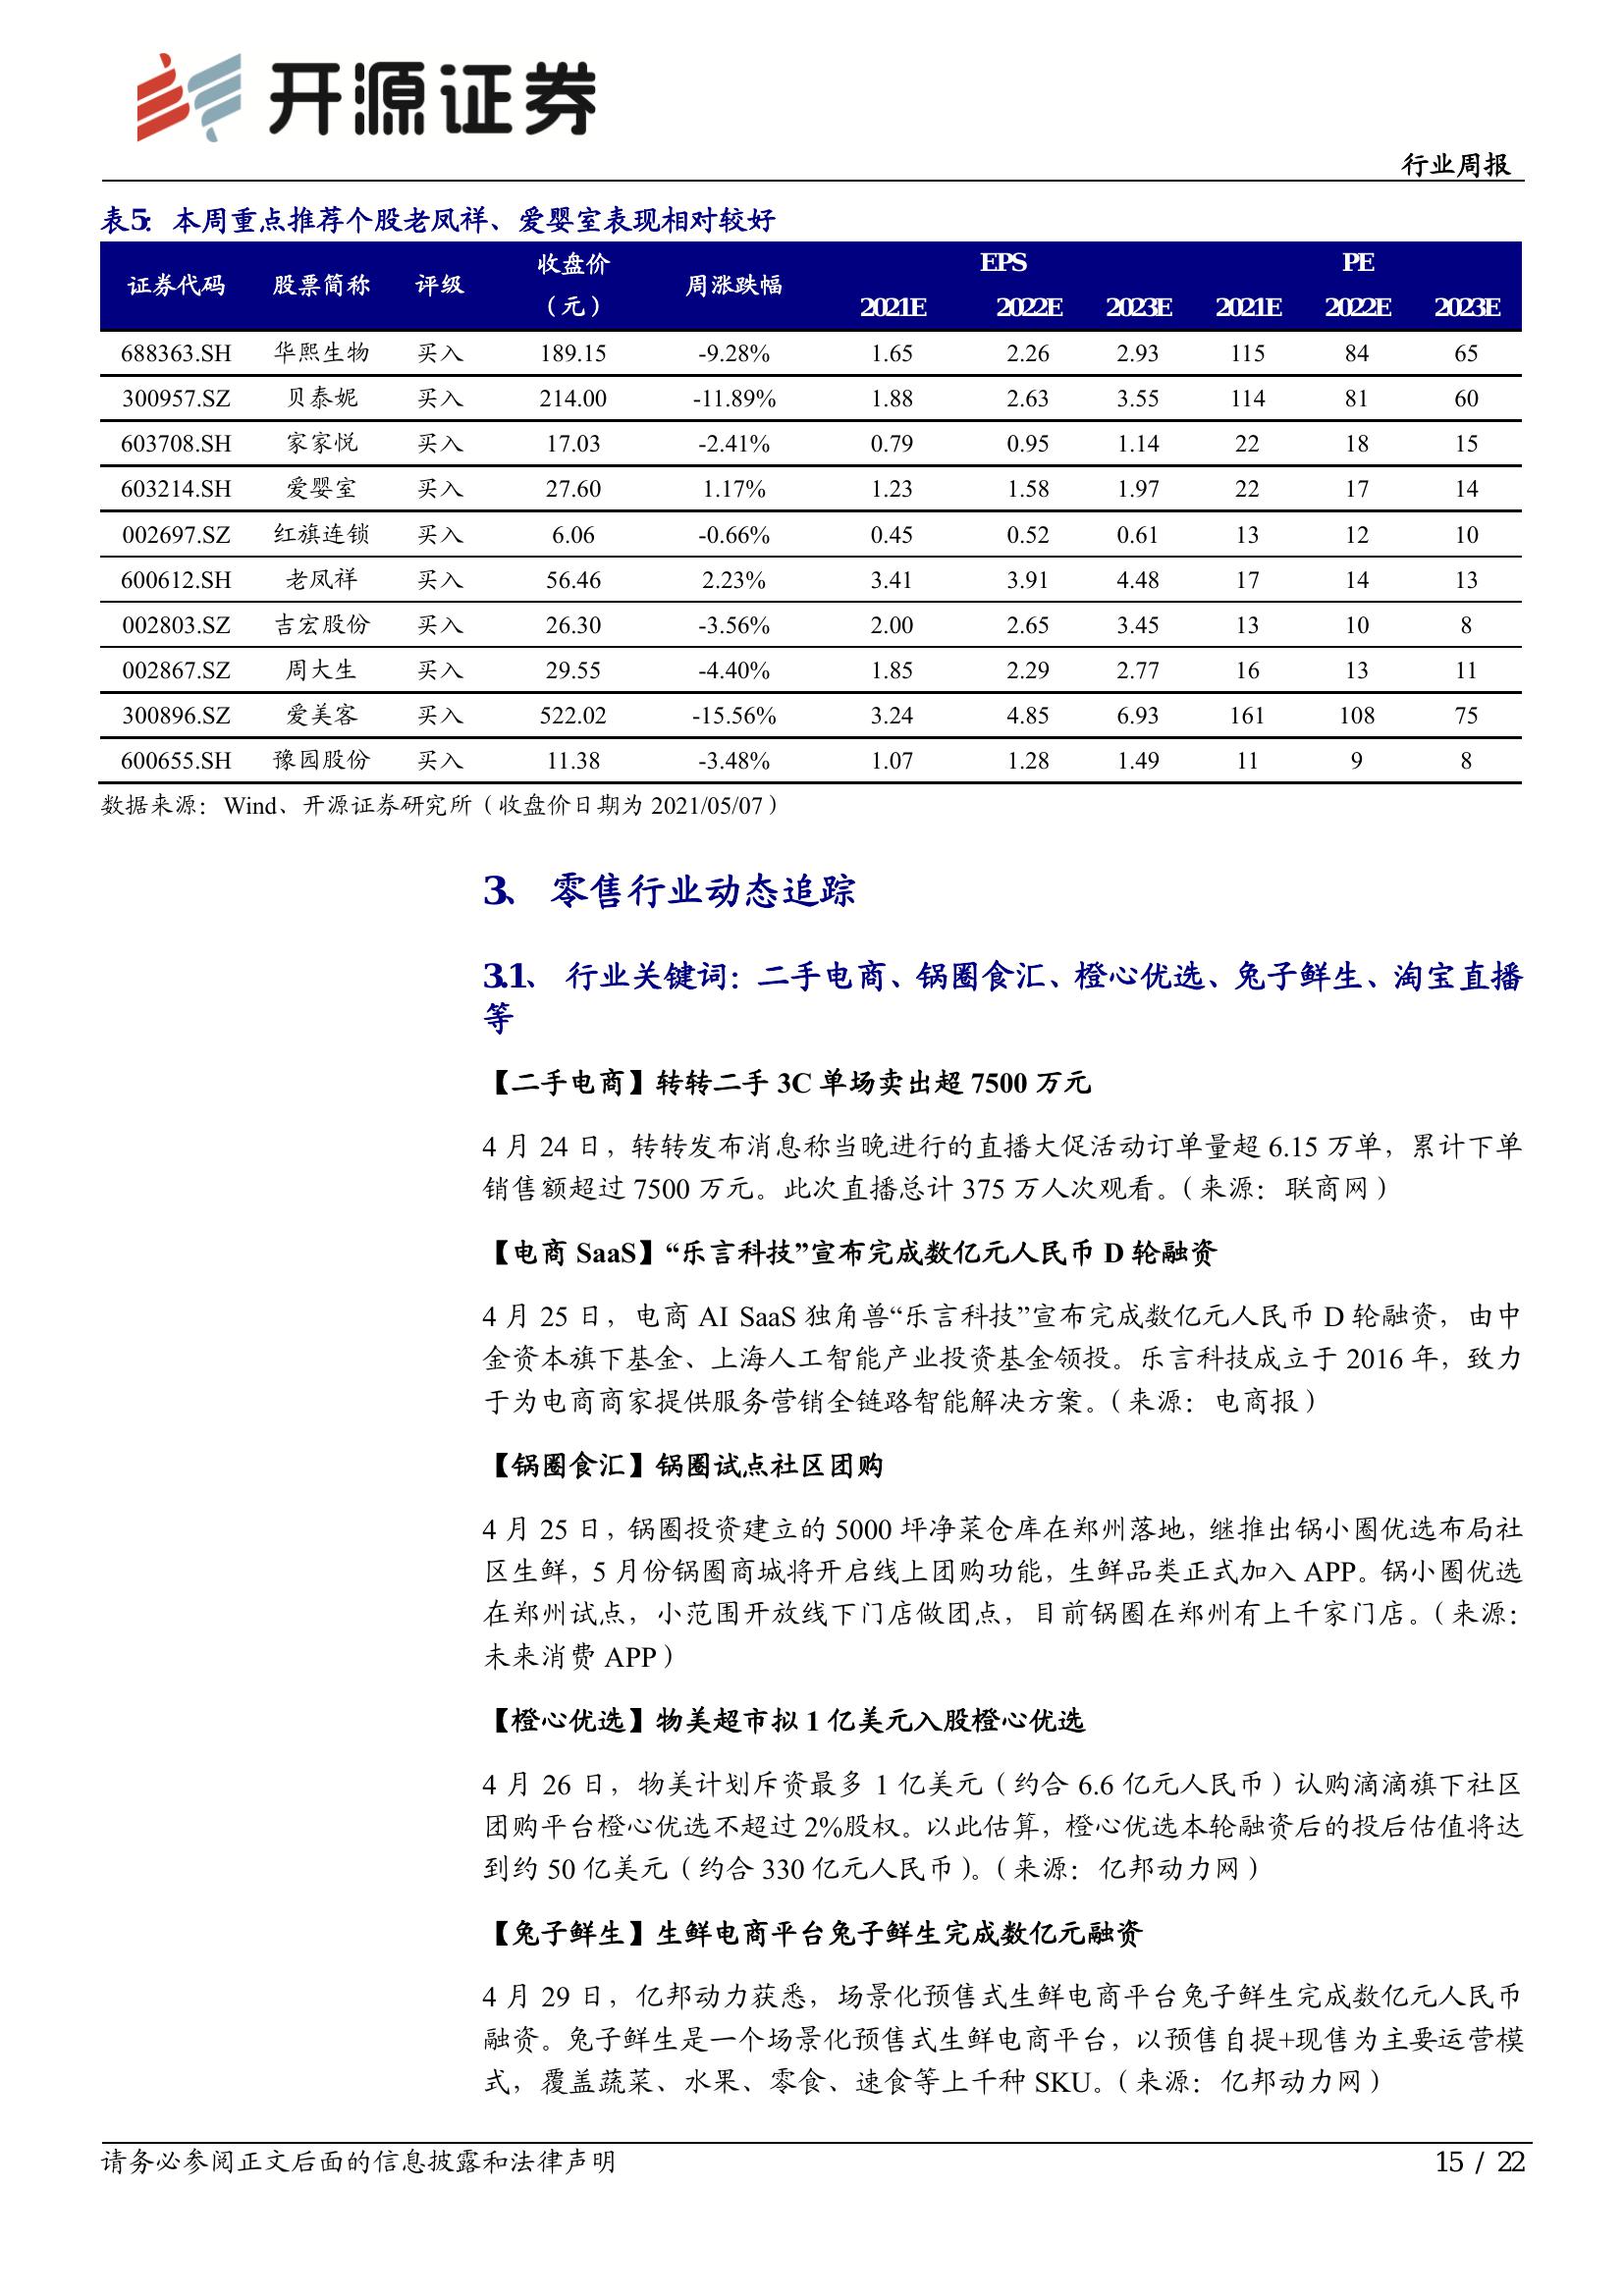 开源证券
行业周报
表5： 本周重点推荐个股老凤祥、爱婴室表现相对较好
证券代码 股票简称 评级 收盘价（元） 周涨跌幅 EPS PE
2021E 2022E 2023E 2021E 2022E 2023E
688363.SH 华熙生物 买入 189.15 -9.28% 1.65 2.26 2.93 115 84 65
300957.SZ 贝泰妮 买入 214.00 -11.89% 1.88 2.63 3.55 114 81 60
603708.SH 家家悦 买入 17.03 -2.41% 0.79 0.95 1.14 22 18 15
603214.SH 爱婴室 买入 27.60 1.17% 1.23 1.58 1.97 22 17 14
002697.SZ 红旗连锁 买入 6.06 -0.66% 0.45 0.52 0.61 13 12 10
600612.SH 老凤祥 买入 56.46 2.23% 3.41 3.91 4.48 17 14 13
002803.SZ 吉宏股份 买入 26.30 -3.56% 2.00 2.65 3.45 13 10 8
002867.SZ 周大生 买入 29.55 -4.40% 1.85 2.29 2.77 16 13 11
300896.SZ 爱美客 买入 522.02 -15.56% 3.24 4.85 6.93 161 108 75
600655.SH 豫园股份 买入 11.38 -3.48% 1.07 1.28 1.49 11 9 8
数据来源：Wind、开源证券研究所（收盘价日期为 2021/05/07）
3、 零售行业动态追踪
3.1、 行业关键词：二手电商、锅圈食汇、橙心优选、兔子鲜生、淘宝直播
等
【二手电商】转转二手 3C 单场卖出超 7500 万元
4 月 24 日，转转发布消息称当晚进行的直播大促活动订单量超 6.15 万单，累计下单
销售额超过 7500 万元。此次直播总计 375 万人次观看。（来源：联商网）
【电商 SaaS】“乐言科技”宣布完成数亿元人民币 D 轮融资
4 月 25 日，电商 AI SaaS 独角兽“乐言科技”宣布完成数亿元人民币 D 轮融资，由中
金资本旗下基金、上海人工智能产业投资基金领投。乐言科技成立于 2016 年，致力
于为电商商家提供服务营销全链路智能解决方案。（来源：电商报）
【锅圈食汇】锅圈试点社区团购
4 月 25 日，锅圈投资建立的 5000 坪净菜仓库在郑州落地，继推出锅小圈优选布局社
区生鲜，5 月份锅圈商城将开启线上团购功能，生鲜品类正式加入 APP。锅小圈优选
在郑州试点，小范围开放线下门店做团点，目前锅圈在郑州有上千家门店。（来源：
未来消费 APP）
【橙心优选】物美超市拟 1 亿美元入股橙心优选
4 月 26 日，物美计划斥资最多 1 亿美元（约合 6.6 亿元人民币）认购滴滴旗下社区
团购平台橙心优选不超过 2%股权。以此估算，橙心优选本轮融资后的投后估值将达
到约 50 亿美元（约合 330 亿元人民币）。（来源：亿邦动力网）
【兔子鲜生】生鲜电商平台兔子鲜生完成数亿元融资
4 月 29 日，亿邦动力获悉，场景化预售式生鲜电商平台兔子鲜生完成数亿元人民币
融资。兔子鲜生是一个场景化预售式生鲜电商平台，以预售自提+现售为主要运营模
式，覆盖蔬菜、水果、零食、速食等上千种 SKU。（来源：亿邦动力网）
请务必参阅正文后面的信息披露和法律声明 15 / 22